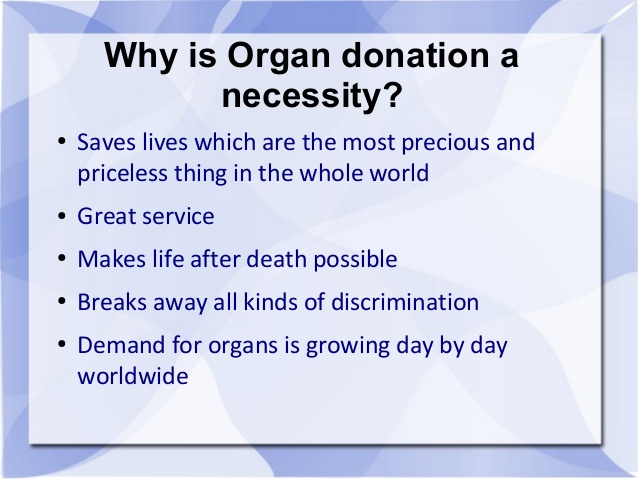 Why is Organ donation a
necessity?
• Saves lives which are the most precious and
priceless thing in the whole world
• Great service
• Makes life after death possible
• Breaks away all kinds of discrimination
• Demand for organs is growing day by day
worldwide